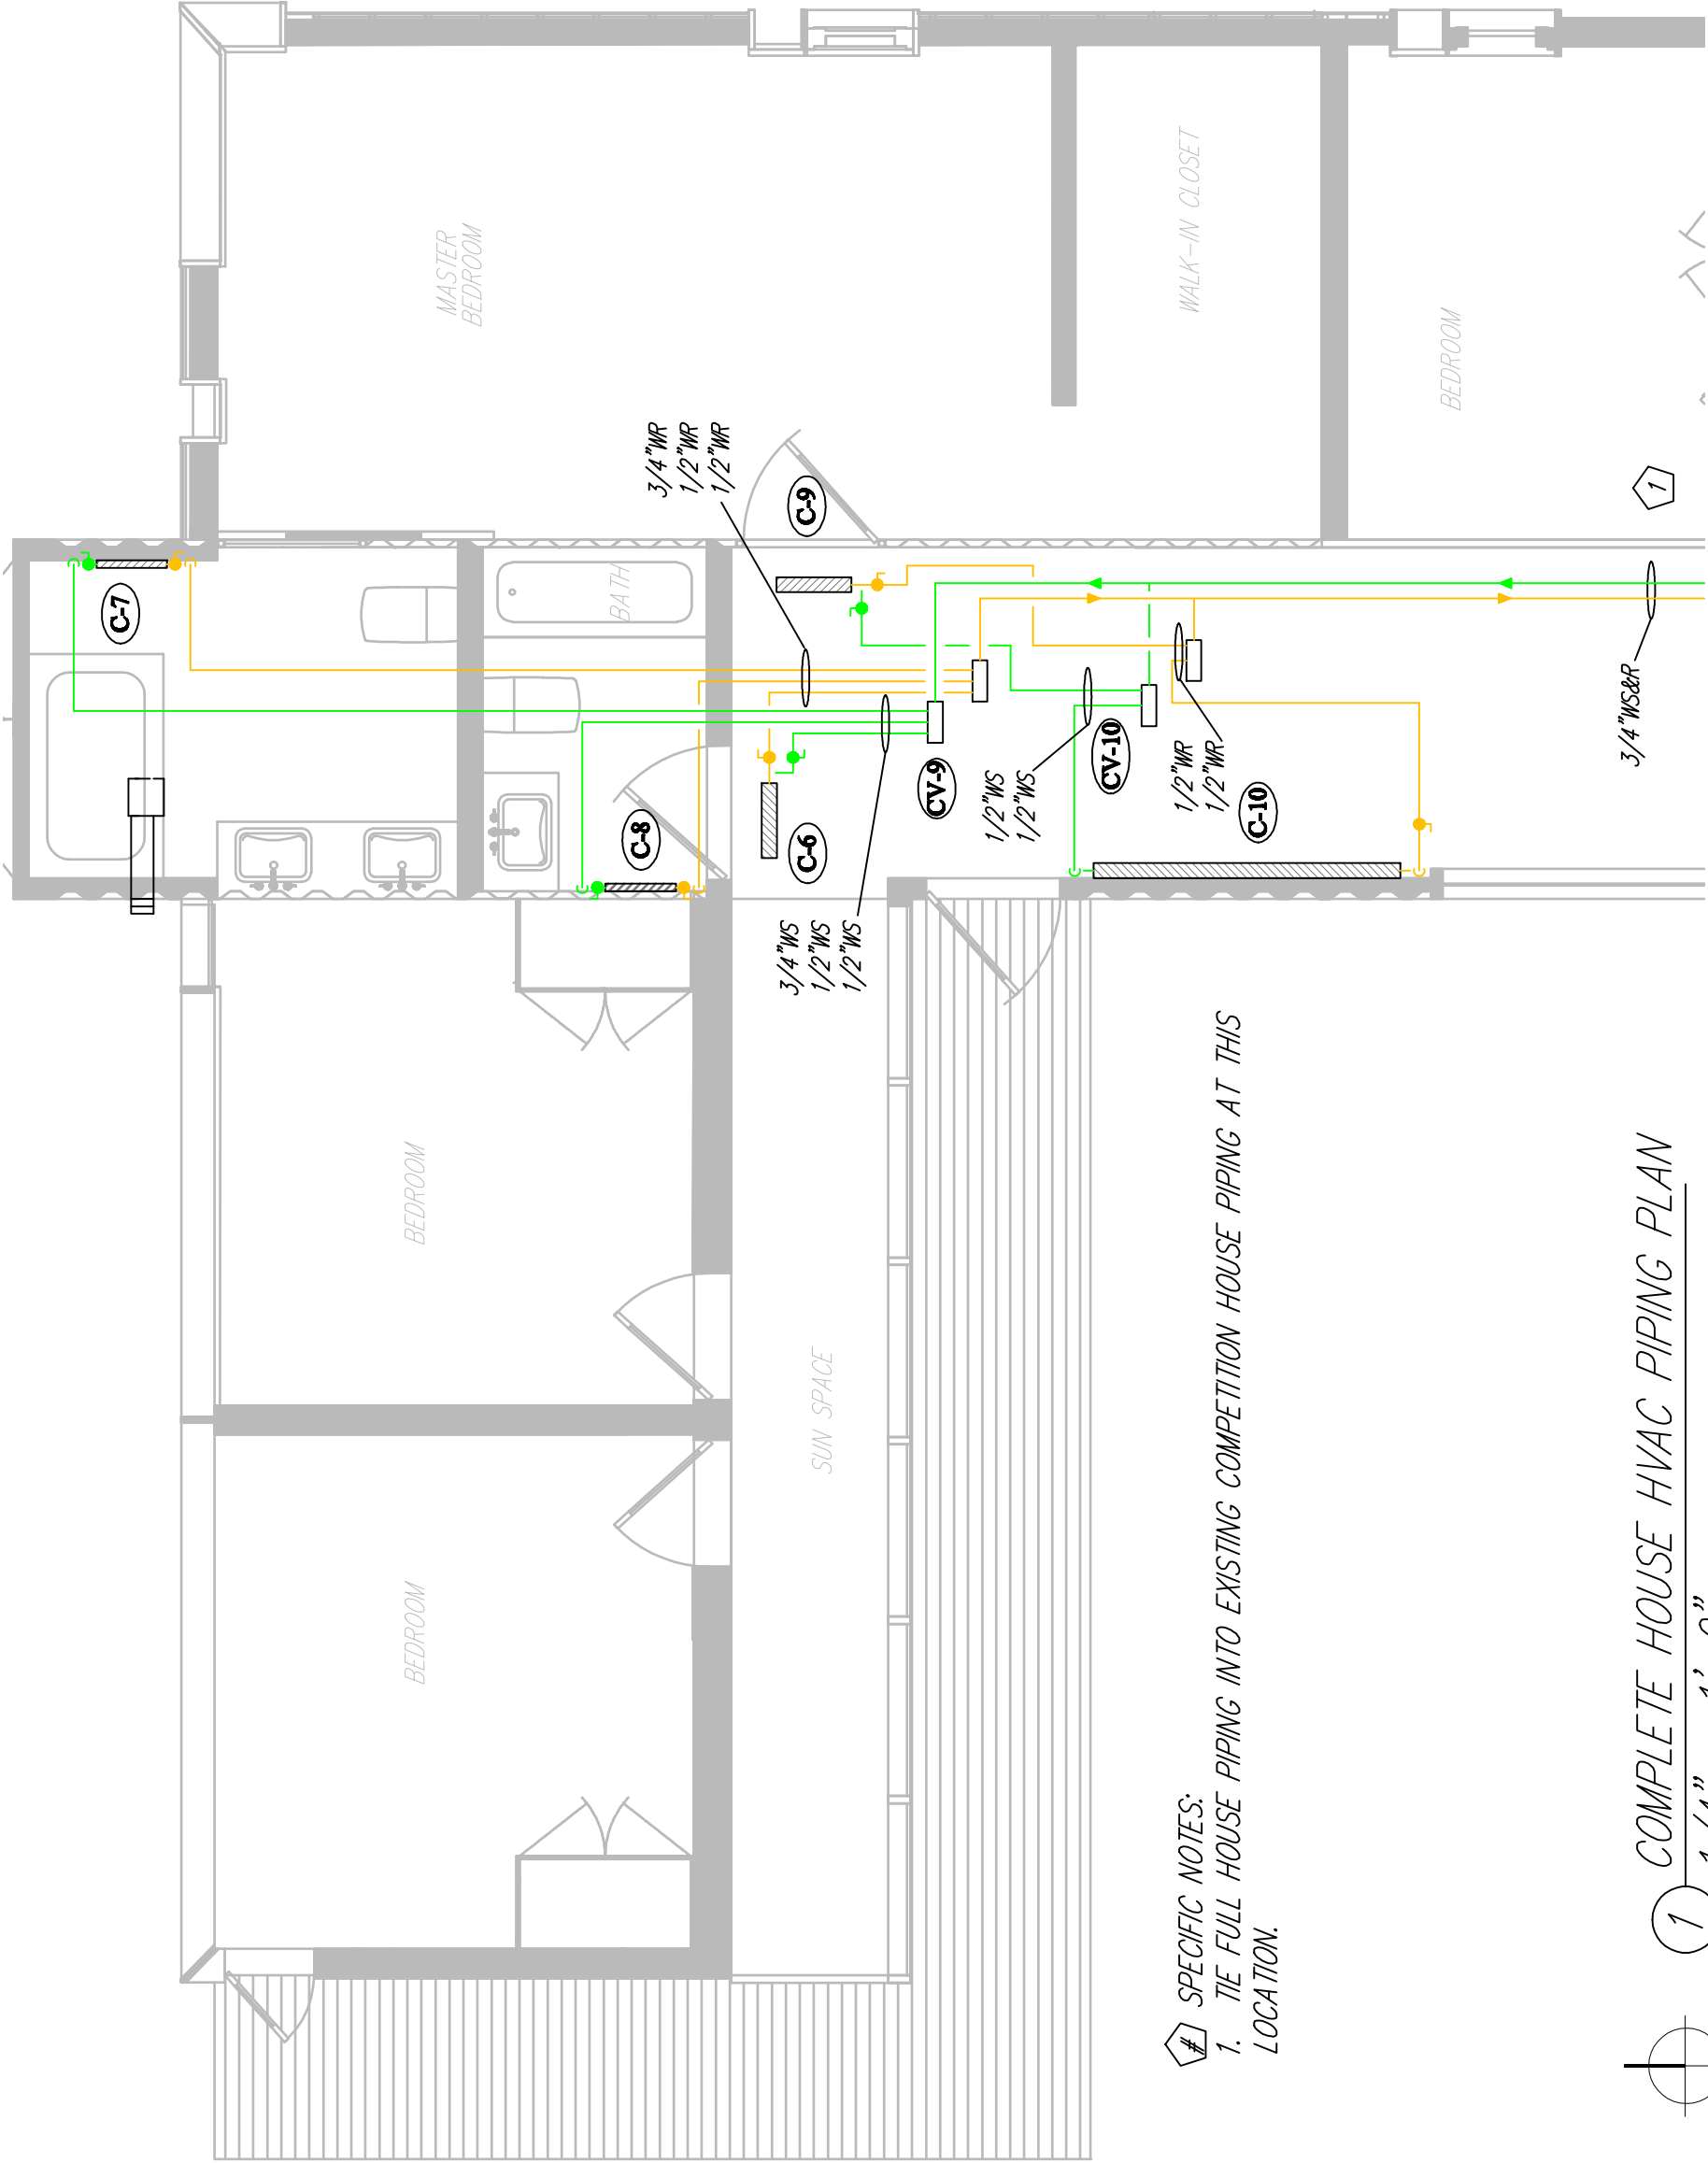 MASTER
BEDROOM
WALK-IN CLOSET
BEDROOM
3/4"WR
1/2"WR
1/2"WR
C-9
C-7
BATH
1
3/4"WS&R
C-8
C-6
CV-9
1/2"WS
1/2"WS
CV-10
1/2"WR
1/2"WR
C-10
3/4"WS
1/2"WS
1/2"WS
BEDROOM
SUN SPACE
BEDROOM
# SPECIFIC NOTES:
1. TIE FULL HOUSE PIPING INTO EXISTING COMPETITION HOUSE PIPING AT THIS
LOCATION.
1 COMPLETE HOUSE HVAC PIPING PLAN